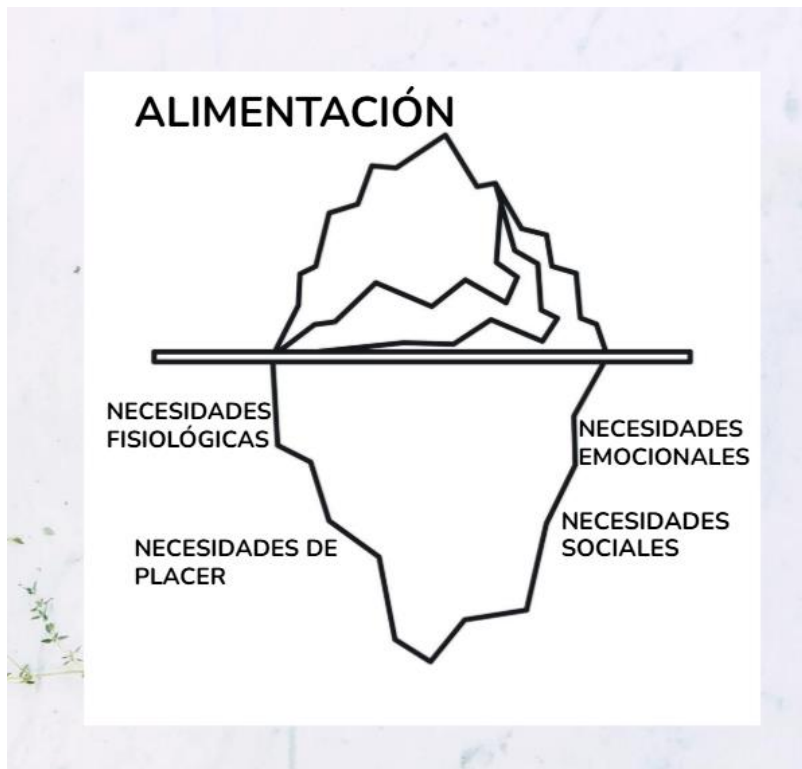 ALIMENTACIÓN
NECESIDADES
FISIOLÓGICAS
NECESIDADES DE
PLACER
NECESIDADES
EMOCIONALES
NECESIDADES
SOCIALES